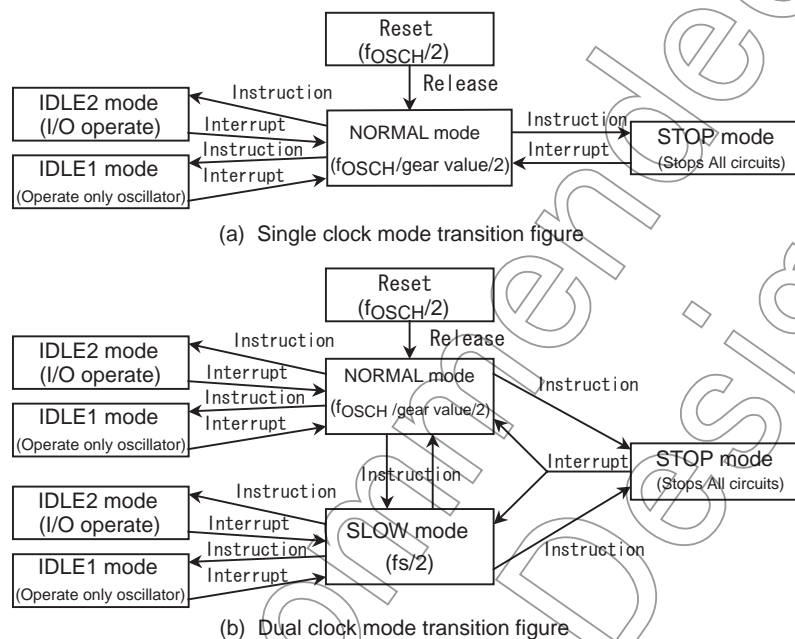 Reset
(fOSCH/2)
Release
Instruction
IDLE2 mode
(I/O operate)
Interrupt
Instruction
IDLE1 mode
(Operate only oscillator)
Interrupt
NORMAL mode
(fOSCH/gear value/2)
Instruction
Interrupt
STOP mode
(Stops All circuits)
(a) Single clock mode transition figure
Reset
(fOSCH/2)
Release
Instruction
IDLE2 mode
(I/O operate)
Interrupt
Instruction
IDLE1 mode
(Operate only oscillator)
Interrupt
NORMAL mode
(fOSCH /gear value/2)
Instruction
Instruction
Interrupt
STOP mode
(Stops All circuits)
Instruction
IDLE2 mode
(I/O operate)
Interrupt
Instruction
IDLE1 mode
(Operate only oscillator)
Interrupt
SLOW mode
(fs/2)
Instruction
(b) Dual clock mode transition figure